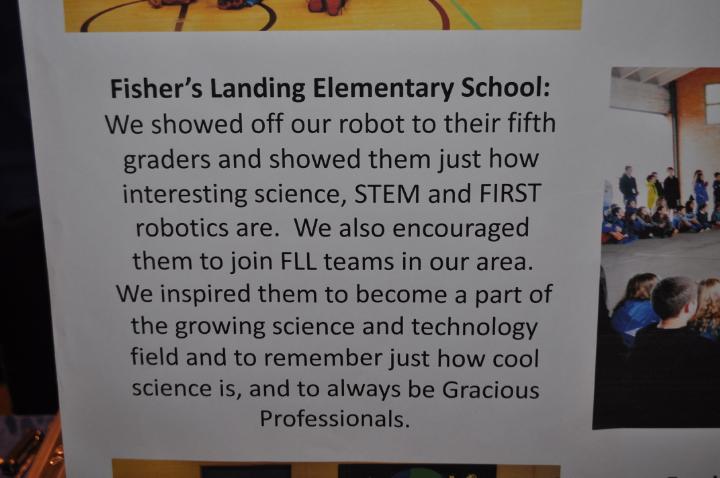 Fisher's Landing Elementary School:
We showed off our robot to their fifth
graders and showed them just how
interesting science, STEM and FIRST
robotics are.  We also encouraged
them to join FLL teams in our area.
We inspired them to become a part of
the growing science and technology
field and to remember just how cool
science is, and to always be Gracious
Professionals.